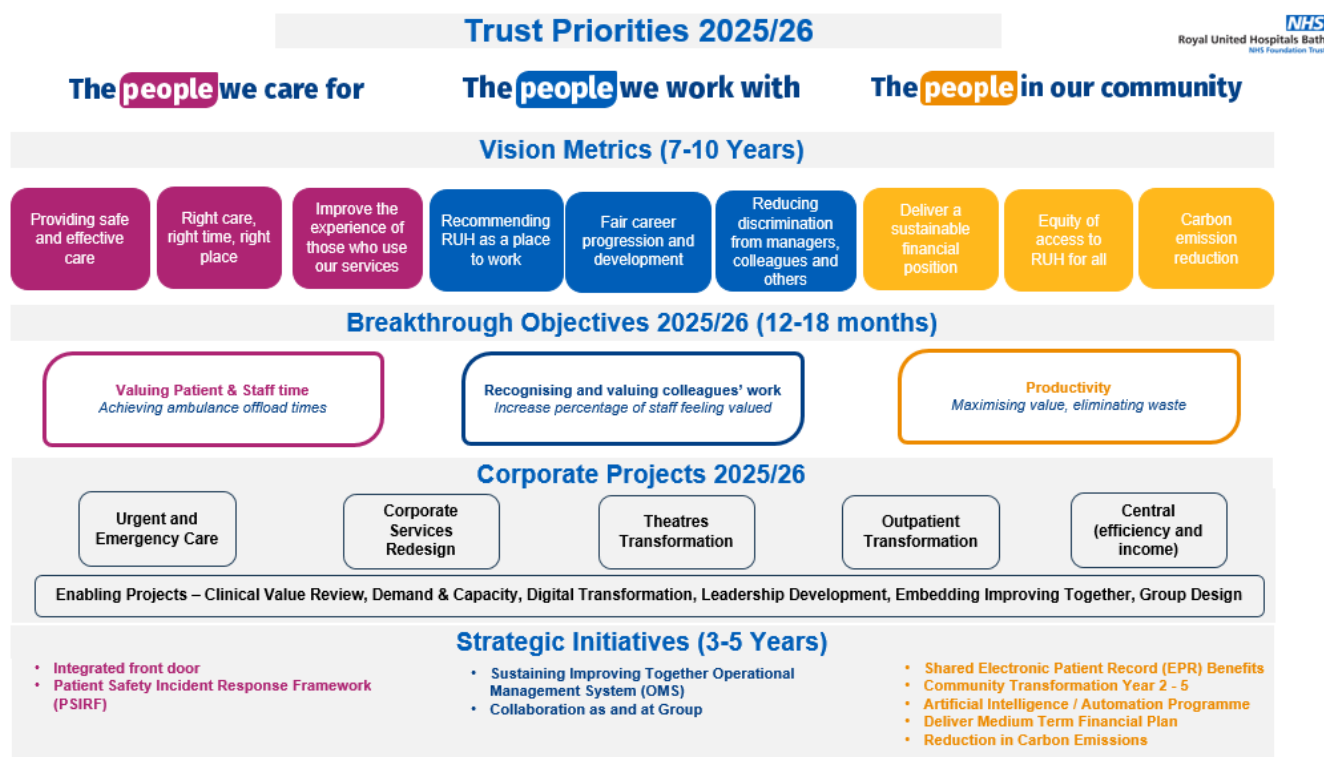 Trust Priorities 2025/26
NHS
Royal United Hospitals Bath
NHS Foundation Trust
The people we care for
The people we work with
The people in our community
Vision Metrics (7-10 Years)
Providing safe
and effective
care
Right care,
right time, right
place
Improve the
experience of
those who use
our services
Recommending
RUH as a place
to work
Fair career
progression and
development
Reducing
discrimination
from managers,
colleagues and
others
Deliver a
sustainable
financial
position
Equity of
access to
RUH for all
Carbon
emission
reduction
Breakthrough Objectives 2025/26 (12-18 months)
Valuing Patient & Staff time
Achieving ambulance offload times
Recognising and valuing colleagues' work
Increase percentage of staff feeling valued
Productivity
Maximising value, eliminating waste
Corporate Projects 2025/26
Urgent and
Emergency Care
Corporate
Services
Redesign
Theatres
Transformation
Outpatient
Transformation
Central
(efficiency and
income)
Enabling Projects – Clinical Value Review, Demand & Capacity, Digital Transformation, Leadership Development, Embedding Improving Together, Group Design
Strategic Initiatives (3-5 Years)
• Integrated front door
• Patient Safety Incident Response Framework
(PSIRF)
• Sustaining Improving Together Operational
Management System (OMS)
• Collaboration as and at Group
• Shared Electronic Patient Record (EPR) Benefits
• Community Transformation Year 2 - 5
• Artificial Intelligence / Automation Programme
• Deliver Medium Term Financial Plan
• Reduction in Carbon Emissions